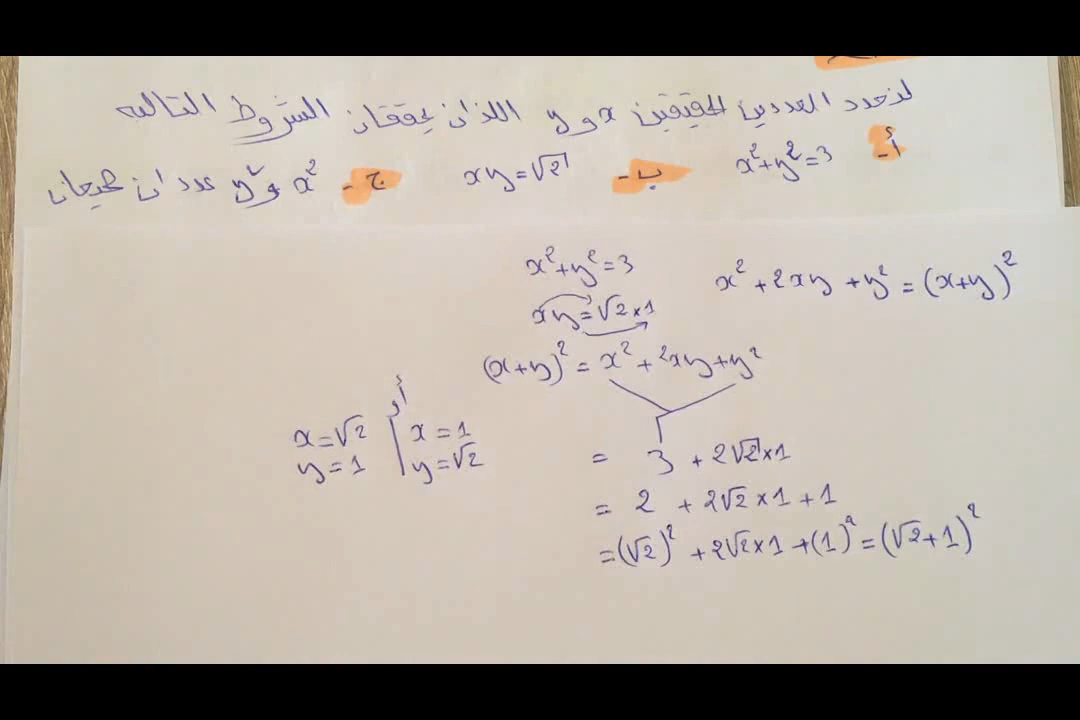 لنحدد العددين الحقيقين x و y اللذان يحققان الشروط التاليه
أ- x²+y²=3 ب- xy=√2 ج- x² و y² عددان طبيعيان
x²+y²=3
x²+2xy+y²=(x+y)²
xy=√2×1
(x+y)²=x²+2xy+y²
أو
x=√2 | x=1
y=1 | y=√2
= 3+2√2×1
= 2+2√2×1+1
=(√2)²+2√2×1+(1)²=(√2+1)²